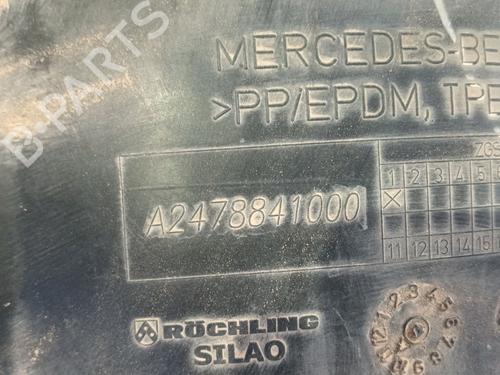 B-PARTS
MERCEDES-BE
>PP/EPDM, TPE
ZGS
1 2 3 4 5
A2478841000
11 12 13 14 15
RÖCHLING
SILAO